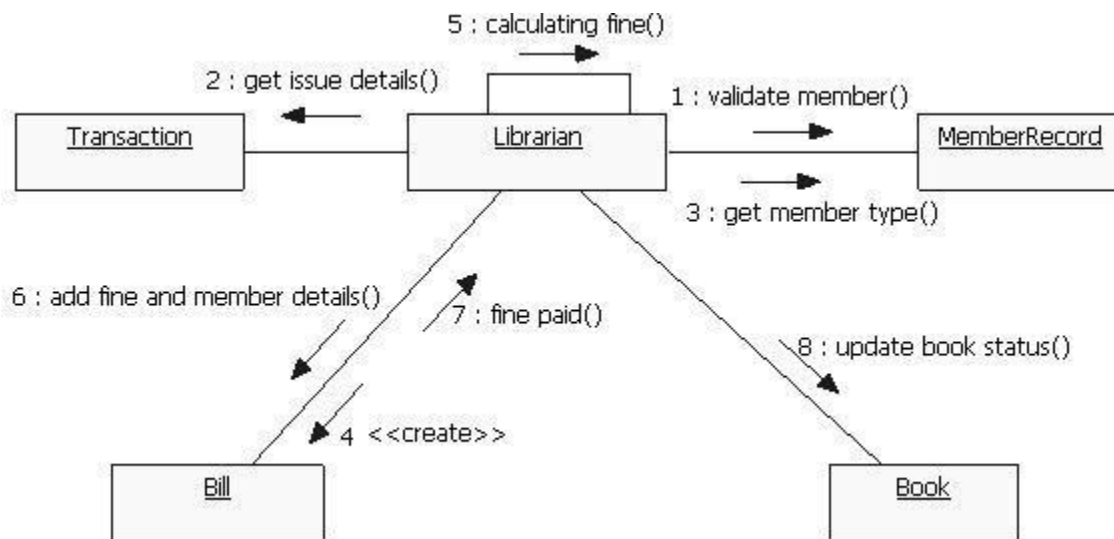 5 : calculating fine()
2 : get issue details()
1 : validate member()
Transaction
Librarian
MemberRecord
3 : get member type()
6 : add fine and member details()
7 : fine paid()
8 : update book status()
4 <<create>>
Bill
Book